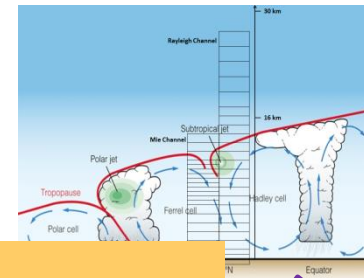 30 km
Rayleigh Channel
16 km
Subtropical jet
Mie Channel
Polar jet
Tropopause
Ferrel cell
Hadley cell
Polar cell
°N
Equator